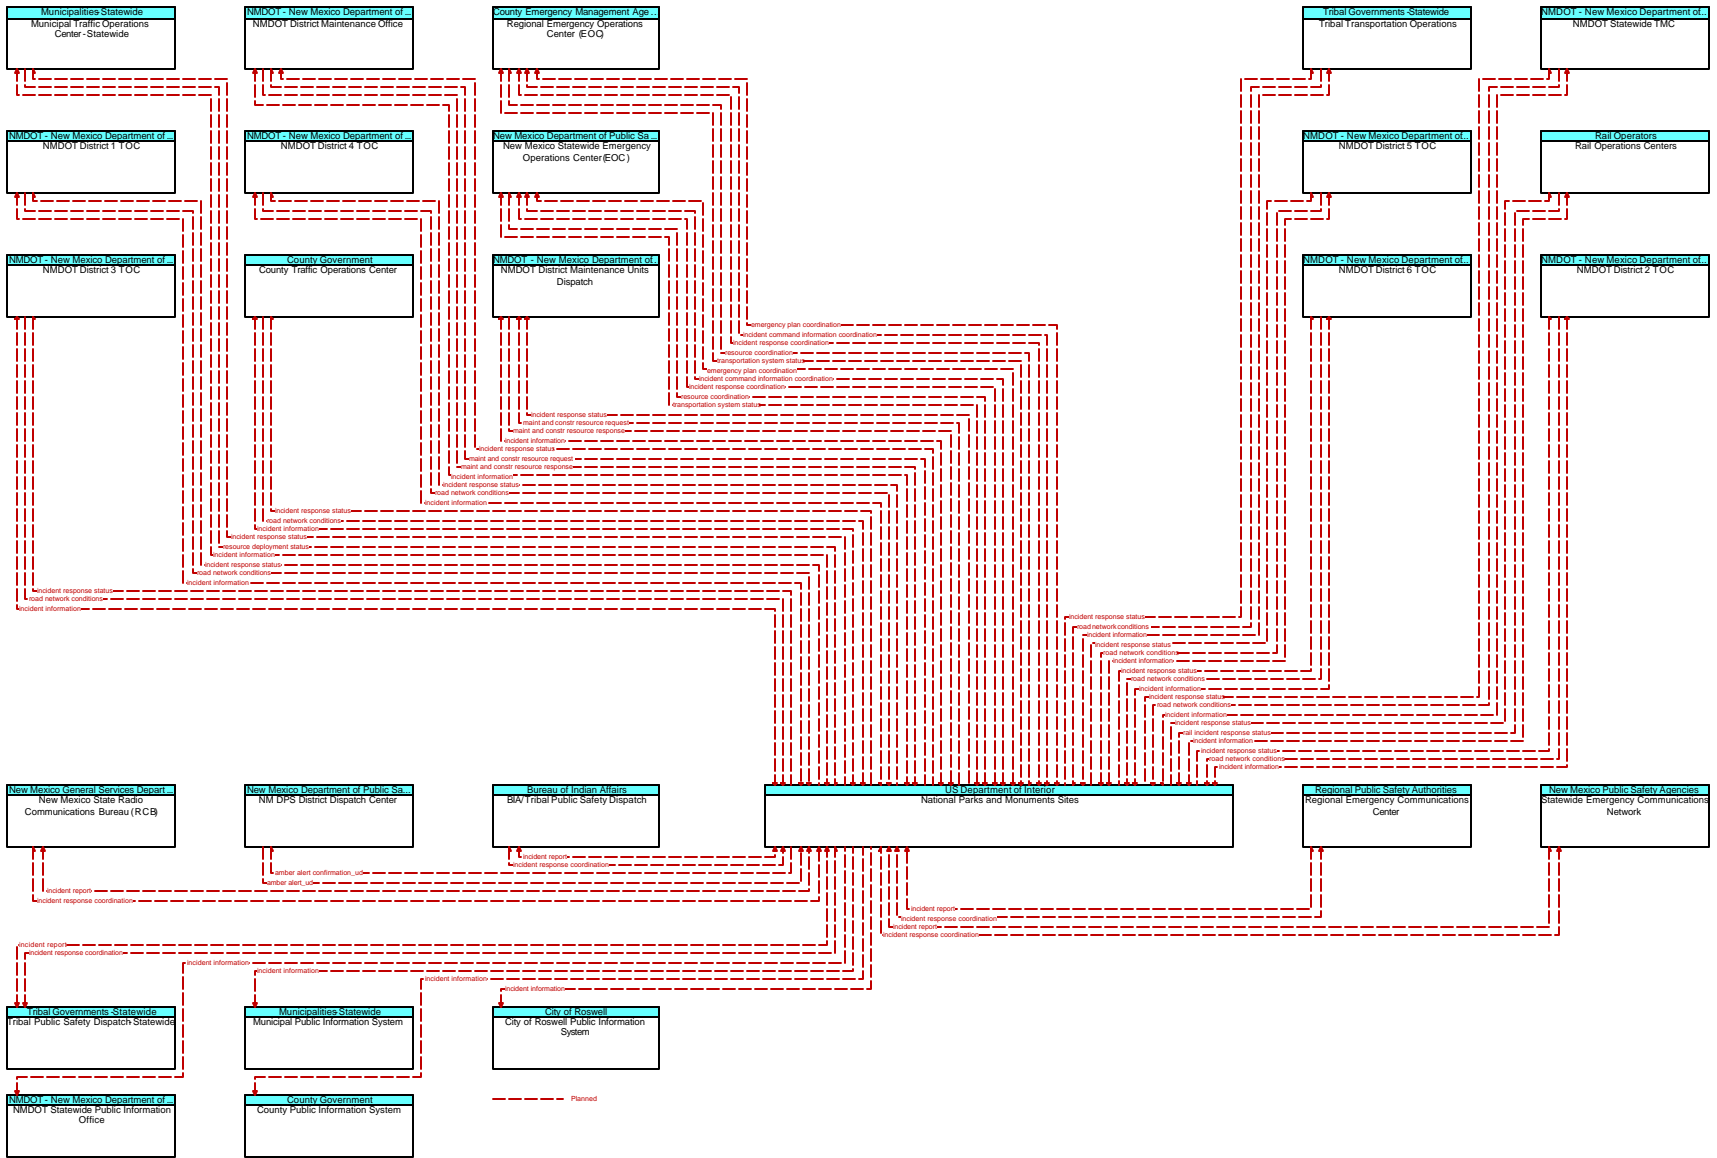 Municipalities-Statewide
Municipal Traffic Operations
Center-Statewide
NMDOT - New Mexico Department of ...
NMDOT District Maintenance Office
County Emergency Management Age...
Regional Emergency Operations
Center (EOC)
Tribal Governments -Statewide
Tribal Transportation Operations
NMDOT - New Mexico Department of...
NMDOT Statewide TMC
NMDOT - New Mexico Department of ...
NMDOT District 1 TOC
NMDOT - New Mexico Department of ...
NMDOT District 4 TOC
New Mexico Department of Public Sa...
New Mexico Statewide Emergency
Operations Center(EOC)
NMDOT - New Mexico Department of...
NMDOT District 5 TOC
Rail Operators
Rail Operations Centers
NMDOT - New Mexico Department of ...
NMDOT District 3 TOC
County Government
County Traffic Operations Center
NMDOT - New Mexico Department of...
NMDOT District Maintenance Units
Dispatch
NMDOT - New Mexico Department of...
NMDOT District 6 TOC
NMDOT - New Mexico Department of...
NMDOT District 2 TOC
emergency plan coordination
incident command information coordination
incident response coordination
resource coordination
transportation system status
emergency plan coordination
incident command information coordination
incident response coordination
resource coordination
transportation system status
incident response status
maint and constr resource request
maint and constr resource response
incident information
incident response status
maint and constr resource request
maint and constr resource response
incident information
incident response status
road network conditions
incident information
incident response status
road network conditions
incident information
incident response status
resource deployment status
incident information
incident response status
road network conditions
incident information
incident response status
road network conditions
incident information
incident response status
road network conditions
incident information
incident response status
road network conditions
incident information
incident response status
road network conditions
incident information
incident response status
road network conditions
incident information
incident response status
rail incident response status
incident information
incident response status
road network conditions
incident information
New Mexico General Services Depart ...
New Mexico State Radio
Communications Bureau (RCB)
New Mexico Department of Public Sa...
NM DPS District Dispatch Center
Bureau of Indian Affairs
BIA/Tribal Public Safety Dispatch
US Department of Interior
National Parks and Monuments Sites
Regional Public Safety Authorities
Regional Emergency Communications
Center
New Mexico Public Safety Agencies
Statewide Emergency Communications
Network
incident report
incident response coordination
amber alert confirmation_ud
amber alert_ud
incident report
incident response coordination
incident report
incident response coordination
incident report
incident response coordination
incident report
incident response coordination
incident information
incident information
incident information
incident information
Tribal Governments -Statewide
Tribal Public Safety Dispatch-Statewide
Municipalities-Statewide
Municipal Public Information System
City of Roswell
City of Roswell Public Information
System
NMDOT - New Mexico Department of ...
NMDOT Statewide Public Information
Office
County Government
County Public Information System
Planned